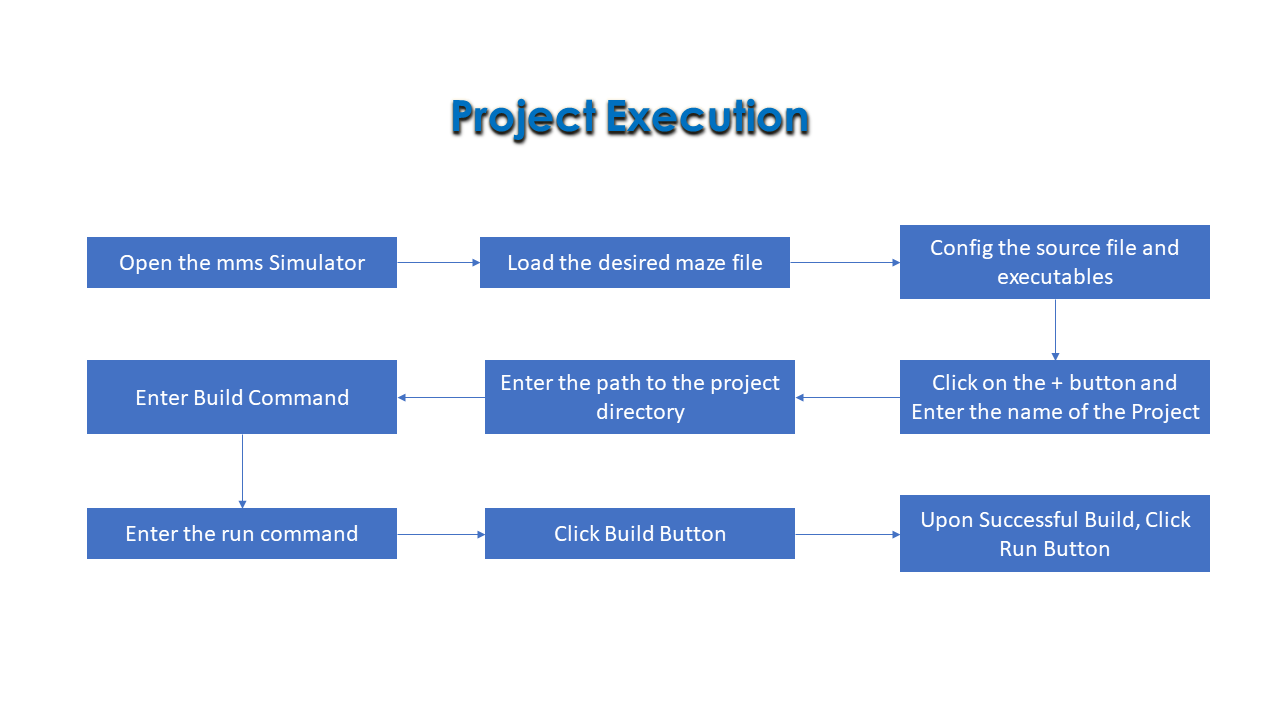 Project Execution
Open the mms Simulator
Load the desired maze file
Config the source file and
executables
Click on the + button and
Enter the name of the Project
Enter the path to the project
directory
Enter Build Command
Enter the run command
Click Build Button
Upon Successful Build, Click
Run Button